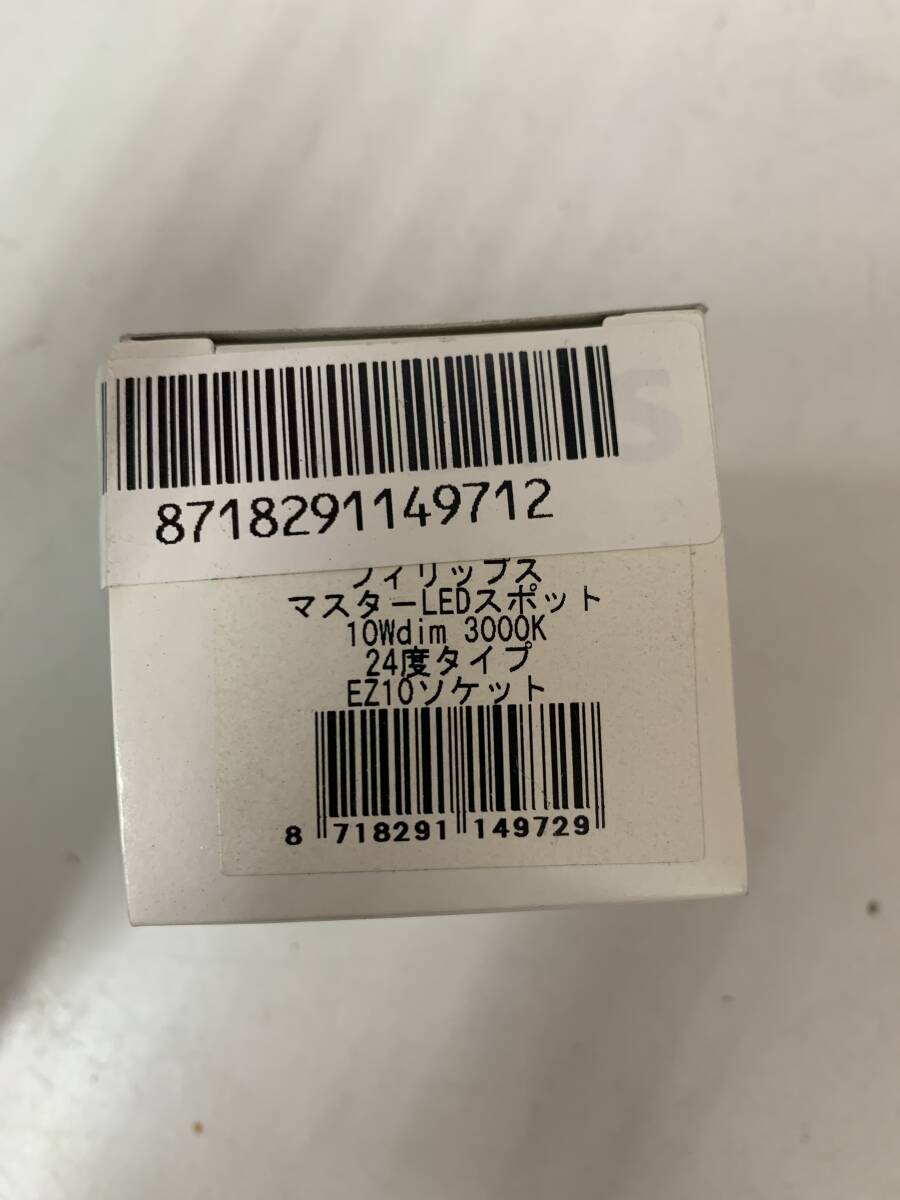 8718291149712
フィリップス
マスターLEDスポット
10Wdim 3000K
24度タイプ
EZ10ソケット
8 718291 149729